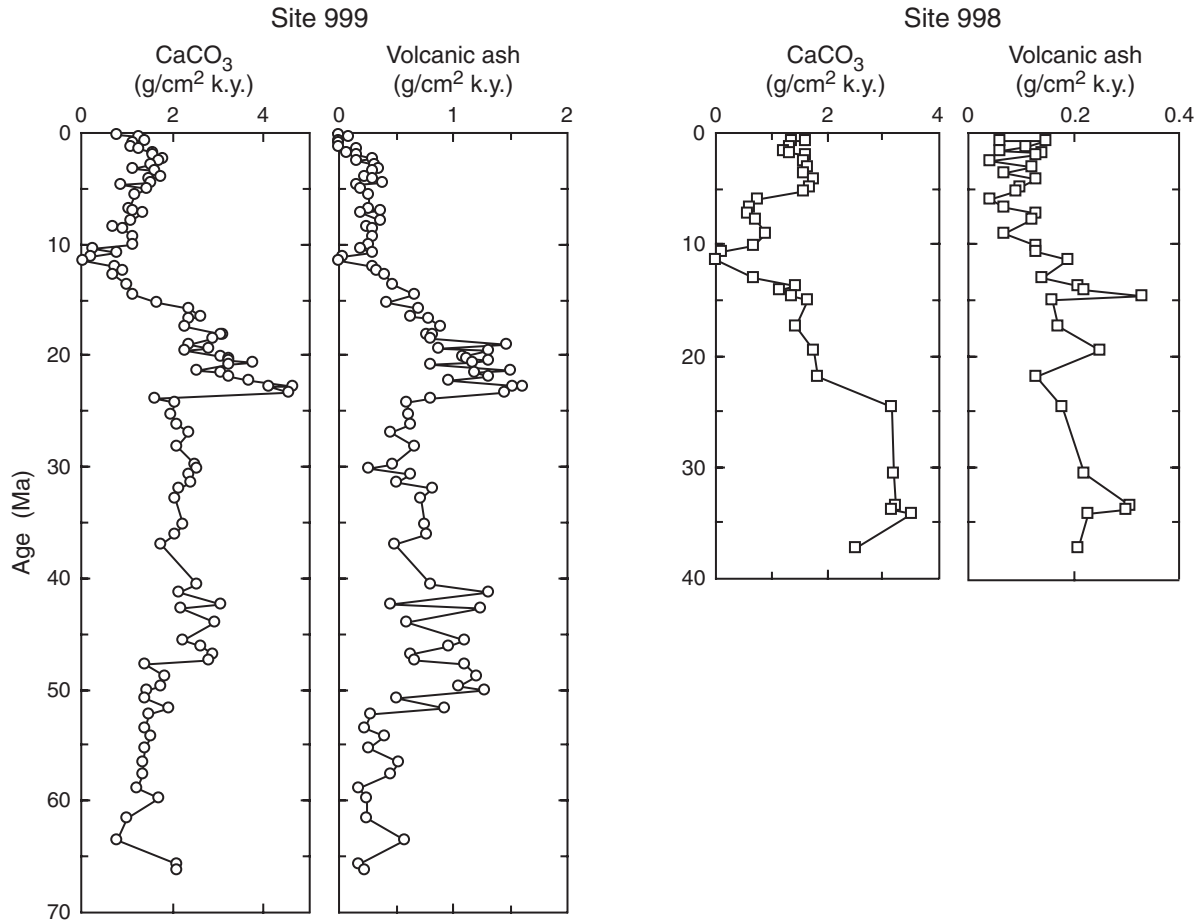 Site 999
CaCO3
(g/cm2 k.y.)
Volcanic ash
(g/cm2 k.y.)
0 2 4
0 1 2
0
10
20
30
40
50
60
70
Age (Ma)
Site 998
CaCO3
(g/cm2 k.y.)
Volcanic ash
(g/cm2 k.y.)
0 2 4
0 0.2 0.4
0
10
20
30
40